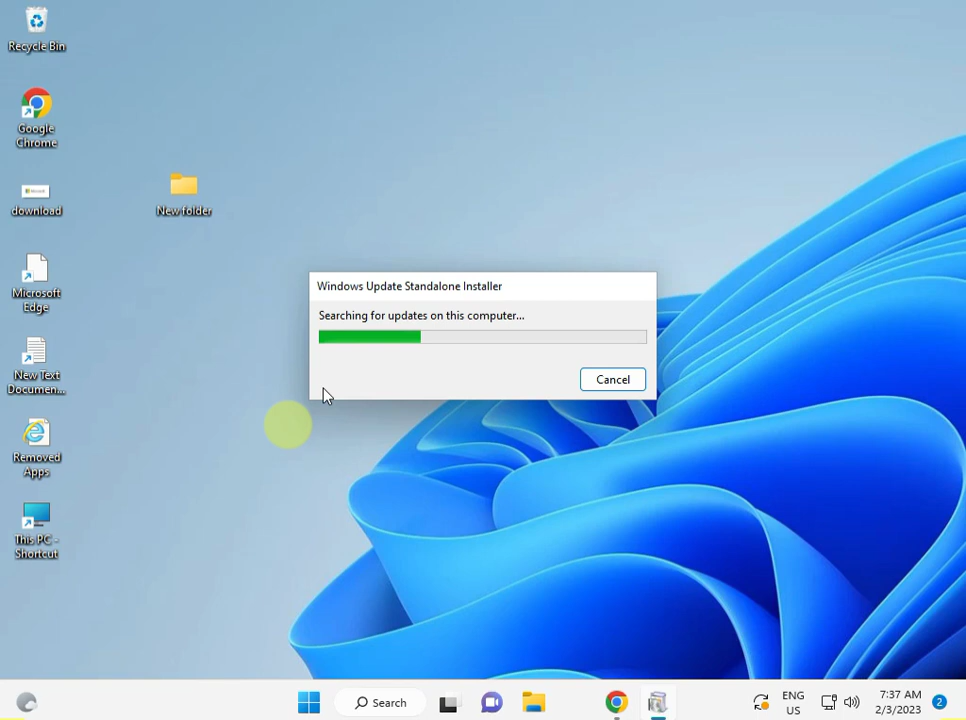 Recycle Bin
Google
Chrome
download
New folder
Microsoft
Edge
New Text
Documen...
Removed
Apps
This PC -
Shortcut
Windows Update Standalone Installer
Searching for updates on this computer...
Cancel
Search
ENG
US
7:37 AM
2/3/2023
2